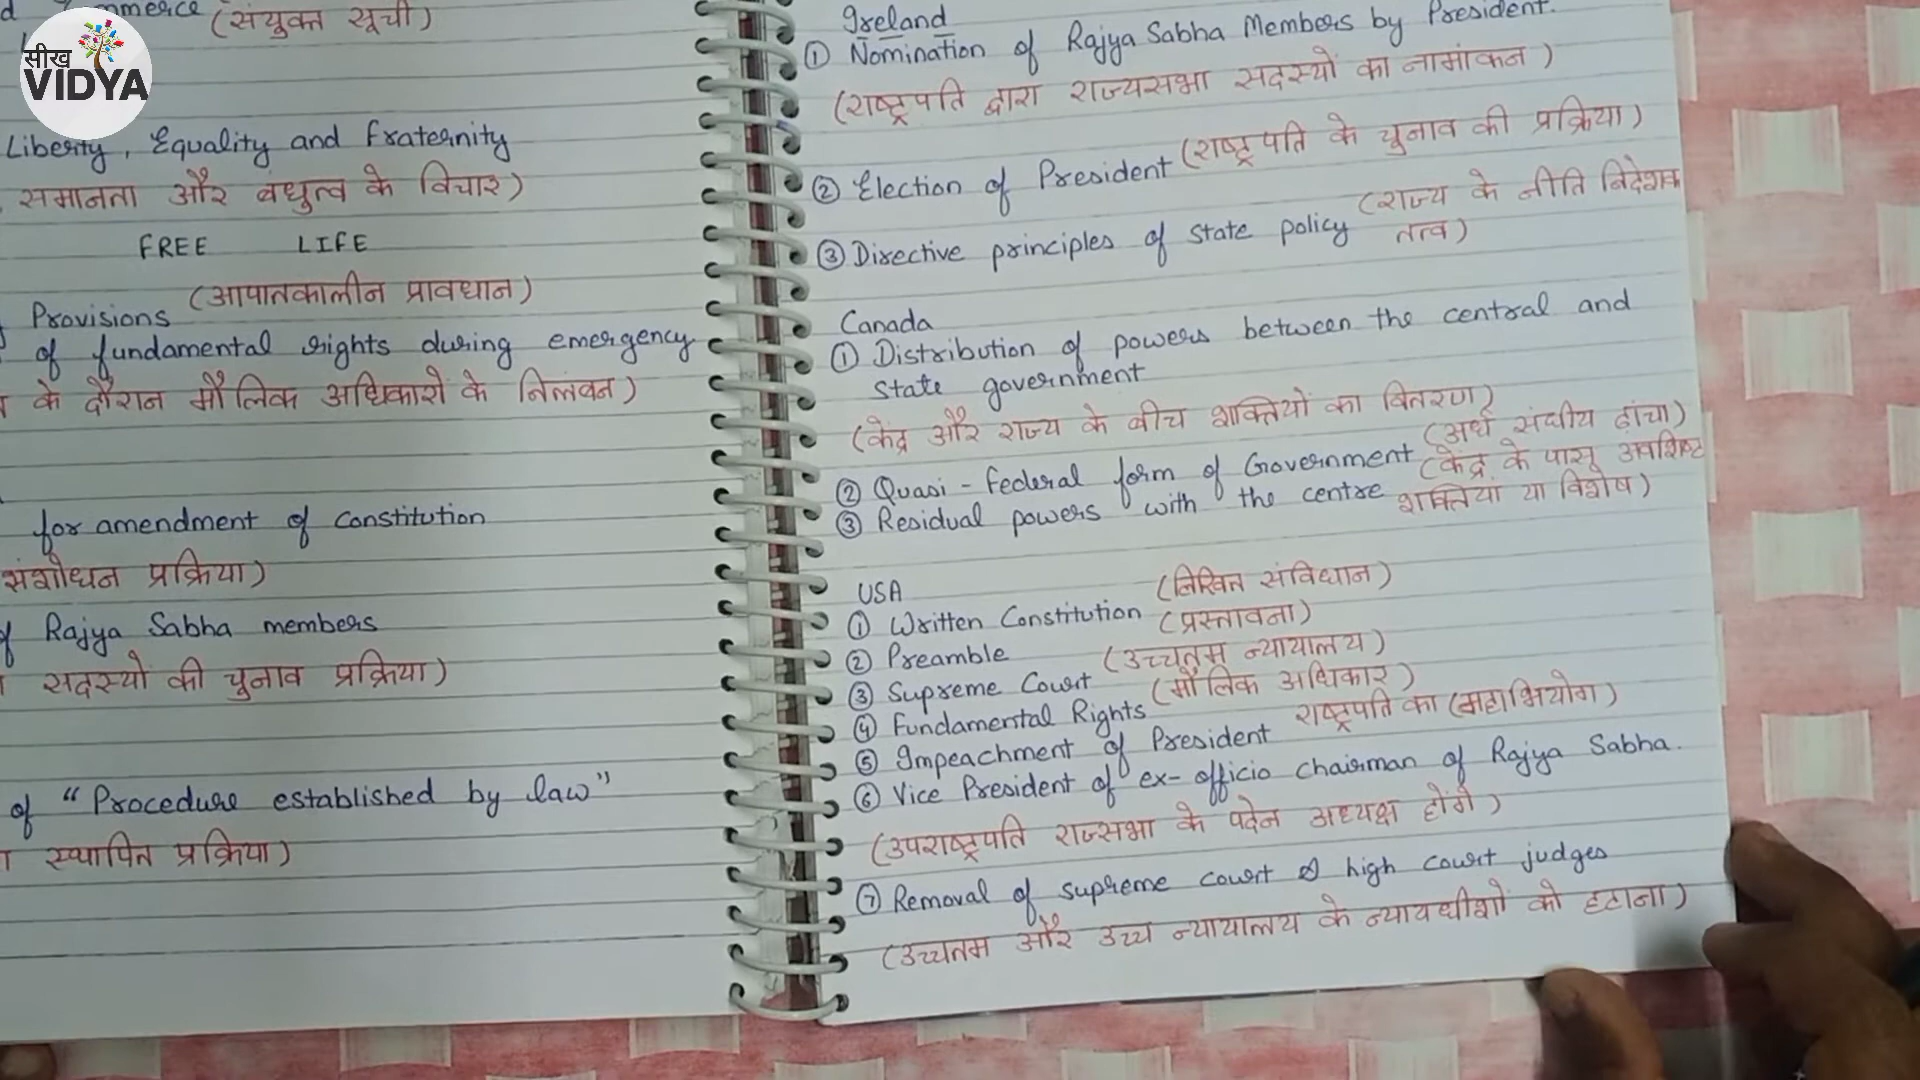 सीख
VIDYA
mmerce (संयुक्त सूची)
Liberty, Equality and Fraternity
समानता और बंधुत्व के विचार)
FREE LIFE
Provisions (आपातकालीन प्रावधान)
of fundamental rights during emergency
के दौरान मौलिक अधिकारो के निलंबन)
for amendment of constitution
संशोधन प्रक्रिया)
Rajya Sabha members
सदस्यों की चुनाव प्रक्रिया)
of "Procedure established by law"
स्थापित प्रक्रिया)
Ireland
① Nomination of Rajya Sabha Members by President.
(राष्ट्रपति द्वारा राज्यसभा सदस्यों का नामांकन)
② Election of President (राष्ट्रपति के चुनाव की प्रक्रिया)
③ Directive principles of state policy (राज्य के नीति निदेशक
तत्व)
Canada
① Distribution of powers between the central and
state government
(केंद्र और राज्य के बीच शक्तियों का वितरण)
② Quasi - Federal form of Government (अर्ध संघीय ढांचा)
③ Residual powers with the centre (केंद्र के पास अवशिष्ट
शक्तियां या विशेष)
USA
① Written Constitution (लिखित संविधान)
② Preamble (प्रस्तावना)
③ Supreme Court (उच्चतम न्यायालय)
④ Fundamental Rights (मौलिक अधिकार)
⑤ Impeachment of President राष्ट्रपति का (महाभियोग)
⑥ Vice President of ex-officio chairman of Rajya Sabha.
(उपराष्ट्रपति राज्सभा के पदेन अध्यक्ष होंगे)
⑦ Removal of supreme court & high court judges
(उच्चतम और उच्च न्यायालय के न्यायधीशों को हटाना)